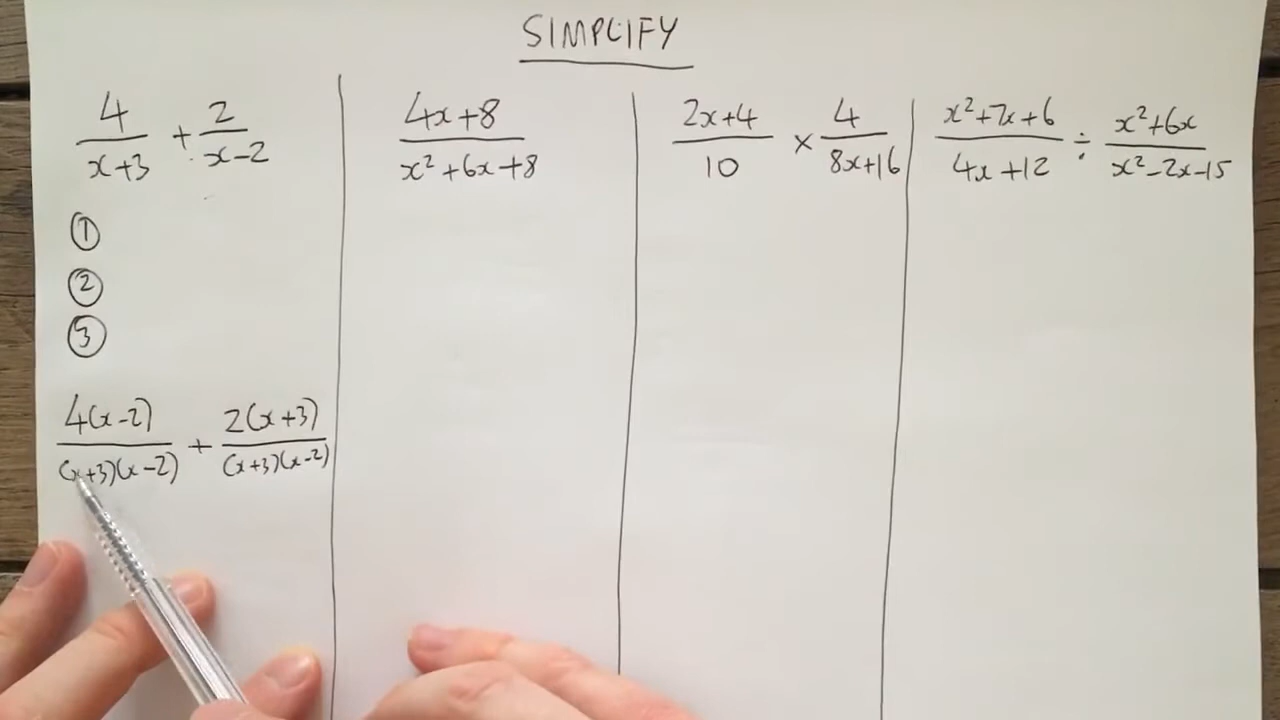 SIMPLIFY
4/(x+3) + 2/(x-2)
①
②
③
4(x-2)/((x+3)(x-2)) + 2(x+3)/((x+3)(x-2))
(4x+8)/(x²+6x+8)
(2x+4)/10 × 4/(8x+16)
(x²+7x+6)/(4x+12) ÷ (x²+6x)/(x²-2x-15)